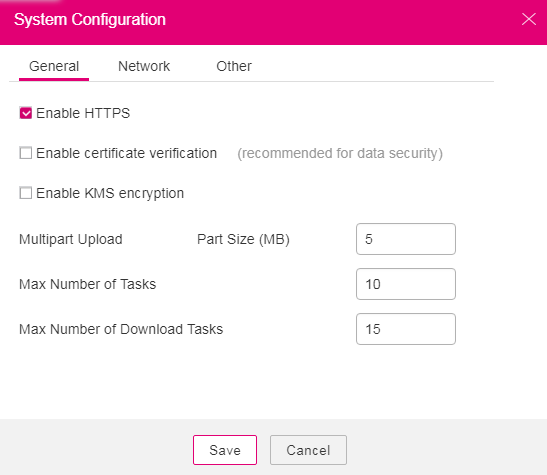 System Configuration
General Network Other
Enable HTTPS
Enable certificate verification (recommended for data security)
Enable KMS encryption
Multipart Upload Part Size (MB) 5
Max Number of Tasks 10
Max Number of Download Tasks 15
Save Cancel